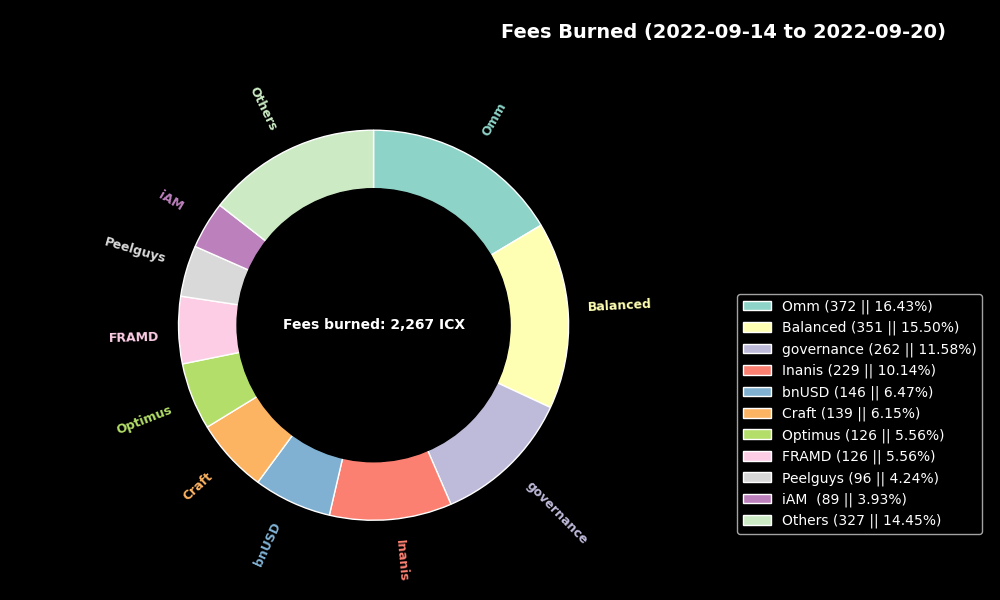 Fees Burned (2022-09-14 to 2022-09-20)
Others
Omm
iAM
Peelguys
Balanced
FRAMD
Fees burned: 2,267 ICX
Optimus
Craft
governance
bnUSD
Inanis
Omm (372 || 16.43%)
Balanced (351 || 15.50%)
governance (262 || 11.58%)
Inanis (229 || 10.14%)
bnUSD (146 || 6.47%)
Craft (139 || 6.15%)
Optimus (126 || 5.56%)
FRAMD (126 || 5.56%)
Peelguys (96 || 4.24%)
iAM  (89 || 3.93%)
Others (327 || 14.45%)